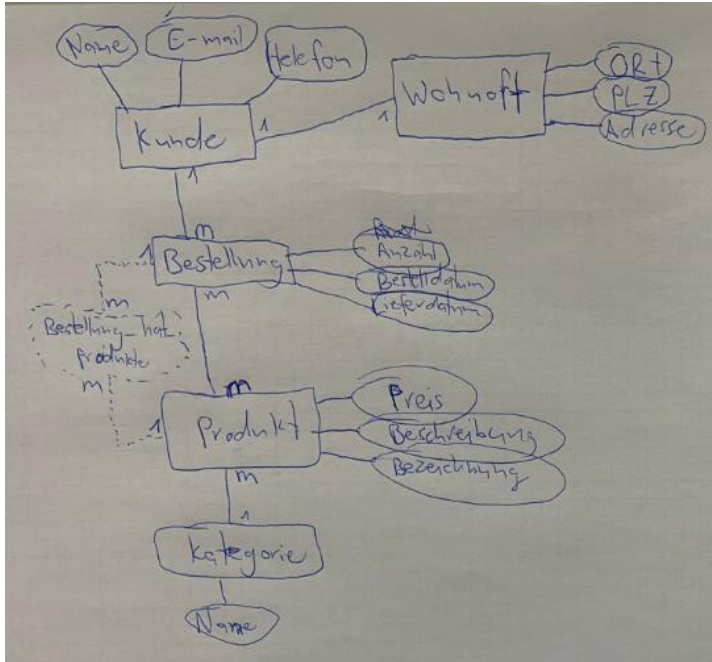 Name
E-mail
Telefon
Kunde
1
1
Wohnort
ORt
PLZ
Adresse
1
m
1
Bestellung
m
Anzahl
Bestelldatum
Lieferdatum
m
Bestellung_hat_
Produkte
m
1
m
Produkt
m
Preis
Beschreibung
Bezeichnung
1
Kategorie
Name